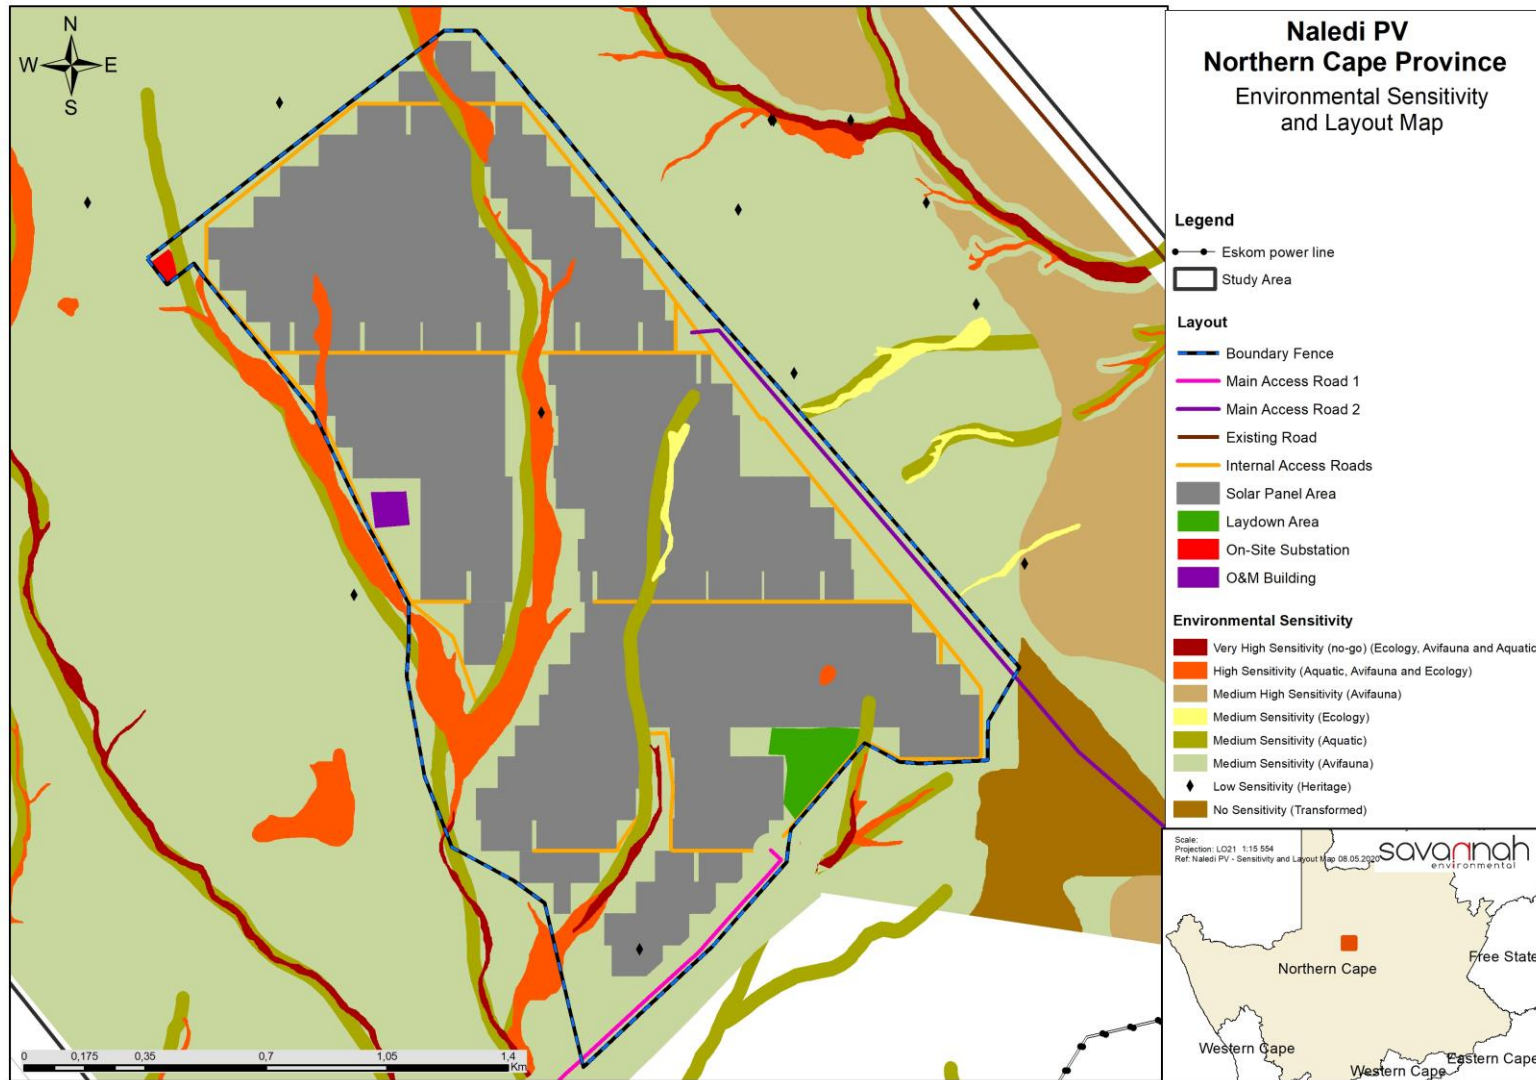 N
W E
S
Naledi PV
Northern Cape Province
Environmental Sensitivity
and Layout Map
Legend
Eskom power line
Study Area
Layout
Boundary Fence
Main Access Road 1
Main Access Road 2
Existing Road
Internal Access Roads
Solar Panel Area
Laydown Area
On-Site Substation
O&M Building
Environmental Sensitivity
Very High Sensitivity (no-go) (Ecology, Avifauna and Aquatic
High Sensitivity (Aquatic, Avifauna and Ecology)
Medium High Sensitivity (Avifauna)
Medium Sensitivity (Ecology)
Medium Sensitivity (Aquatic)
Medium Sensitivity (Avifauna)
Low Sensitivity (Heritage)
No Sensitivity (Transformed)
Scale:
Projection: LO21 1:15 554
Ref: Naledi PV - Sensitivity and Layout Map 08.05.2020
savannah
environmental
Northern Cape
Free State
Western Cape
Eastern Cape
Western Cape
0 0,175 0,35 0,7 1,05 1,4
Km